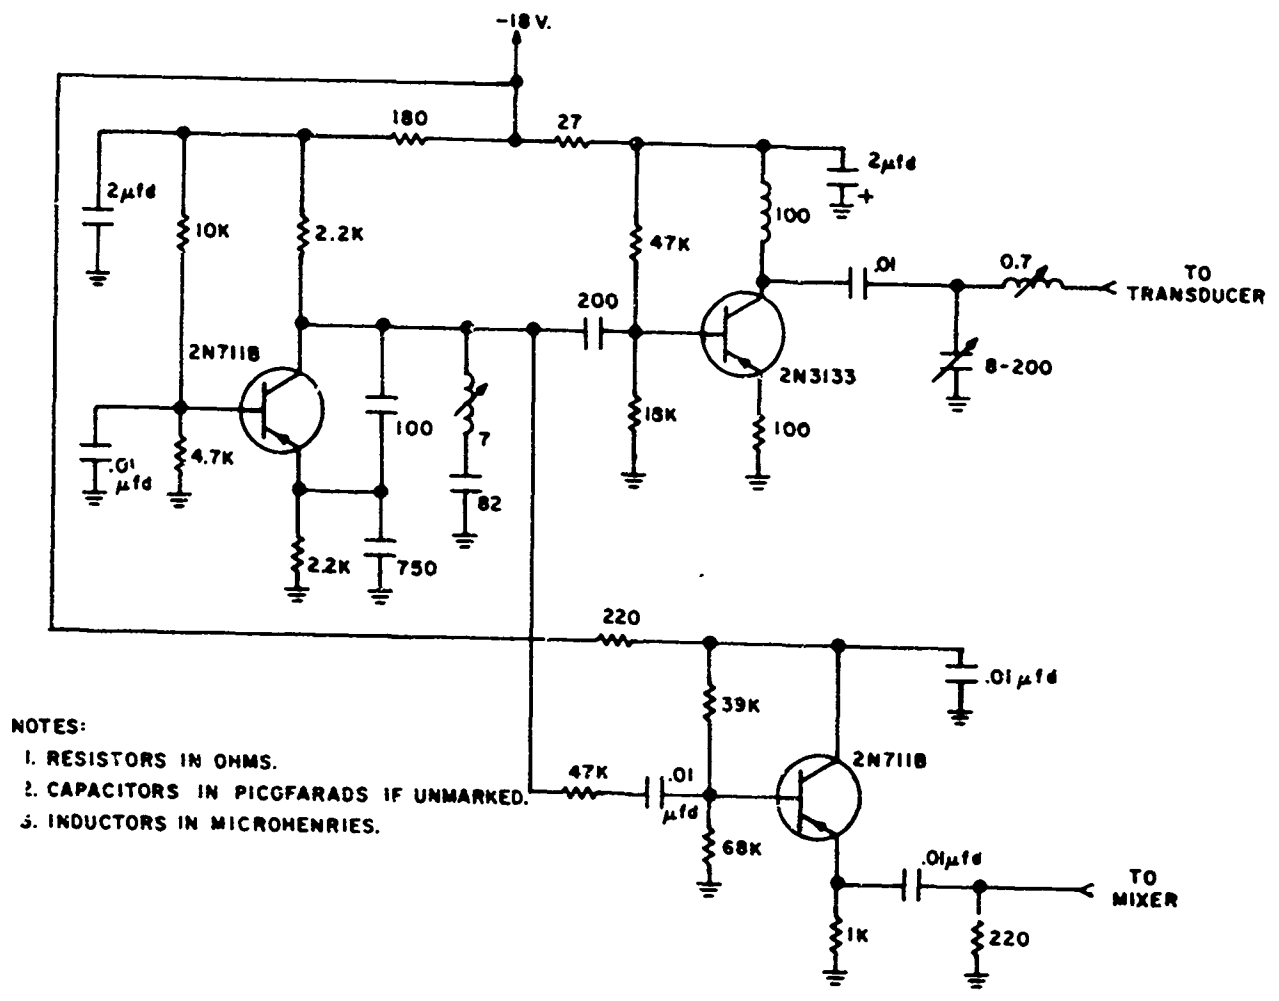 -18 V.
180
27
2µfd
10K
2.2K
47K
100
2µfd
+
.01
0.7
TO
TRANSDUCER
200
2N711B
2N3133
8-200
100
7
18K
100
.01
µfd
4.7K
82
2.2K
750
220
.01µfd
39K
NOTES:
1. RESISTORS IN OHMS.
2. CAPACITORS IN PICOFARADS IF UNMARKED.
3. INDUCTORS IN MICROHENRIES.
47K
.01
µfd
2N711B
68K
.01µfd
TO
MIXER
1K
220